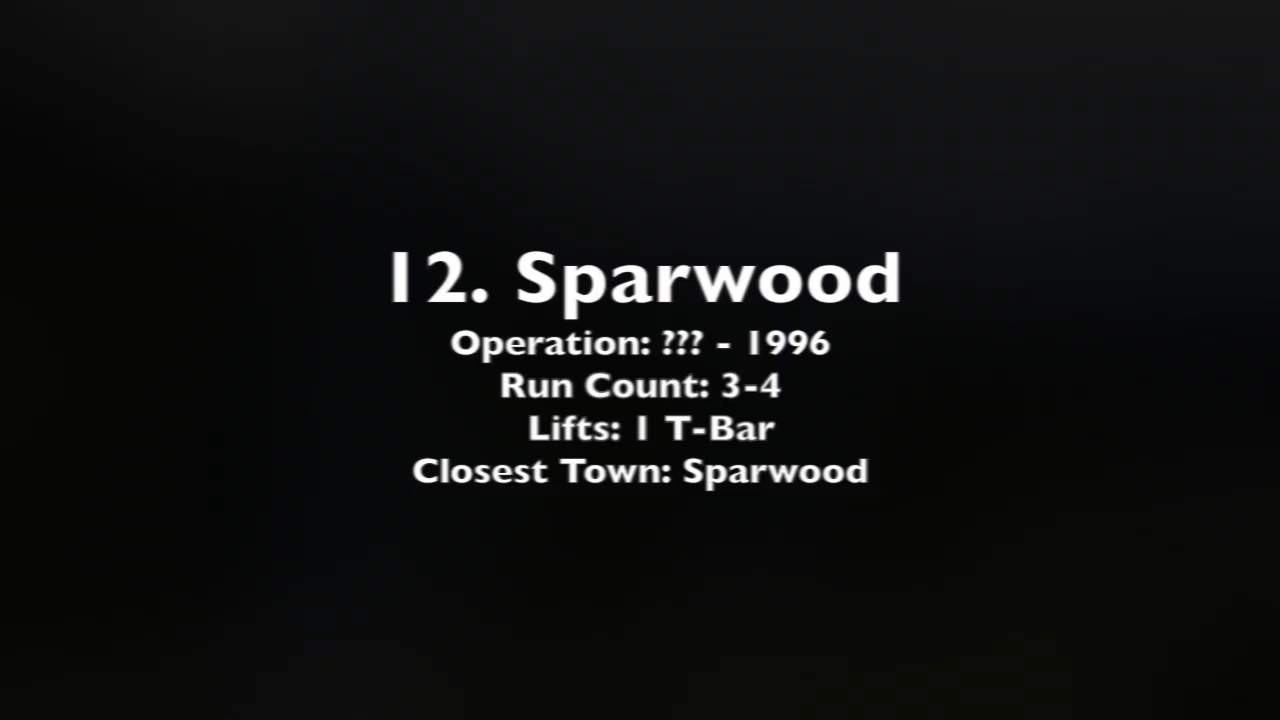 12. Sparwood
Operation: ??? - 1996
Run Count: 3-4
Lifts: 1 T-Bar
Closest Town: Sparwood